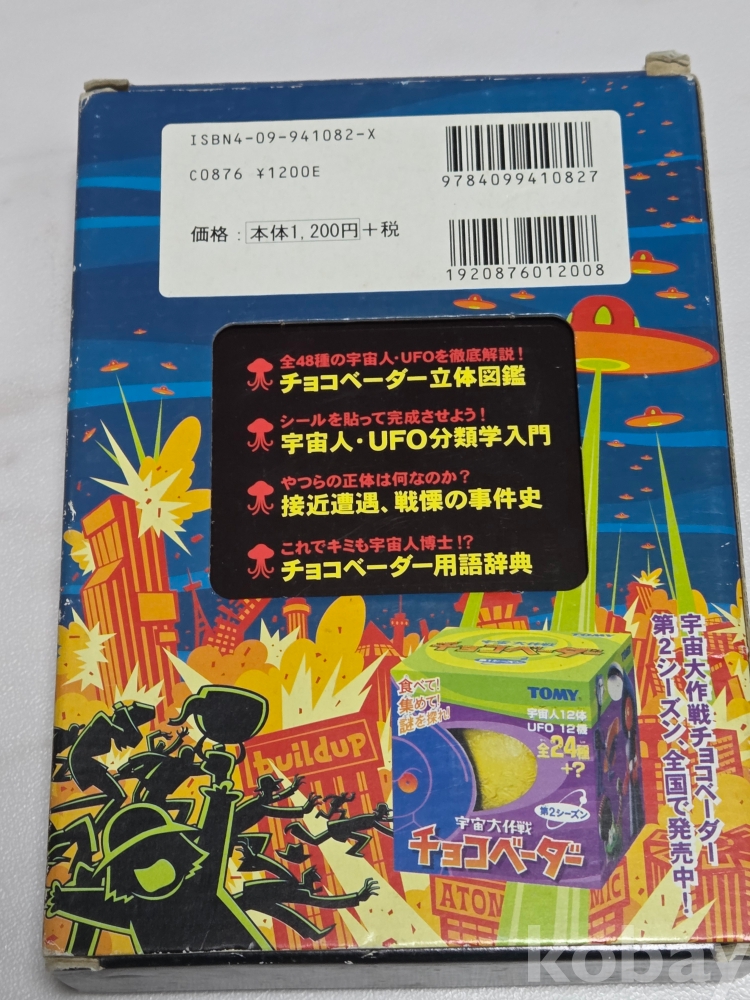 ISBN4-09-941082-X
C0876 ¥1200E
9784099410827
価格：本体1,200円＋税
1920876012008
全48種の宇宙人・UFOを徹底解説！
チョコベーダー立体図鑑
シールを貼って完成させよう！
宇宙人・UFO分類学入門
やつらの正体は何なのか？
接近遭遇、戦慄の事件史
これでキミも宇宙人博士!?
チョコベーダー用語辞典
宇宙大作戦チョコベーダー
第2シーズン、全国で発売中！
チョコベーダー
TOMY
食べて！
集めて！
謎を探れ！
宇宙人12体
UFO 12機
全24種
+?
第2シーズン
宇宙大作戦
チョコベーダー
buildup
ATOMIC
kobay